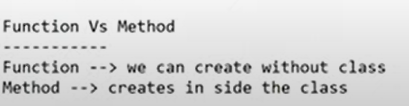 Function Vs Method
-----------
Function --> we can create without class
Method --> creates in side the class